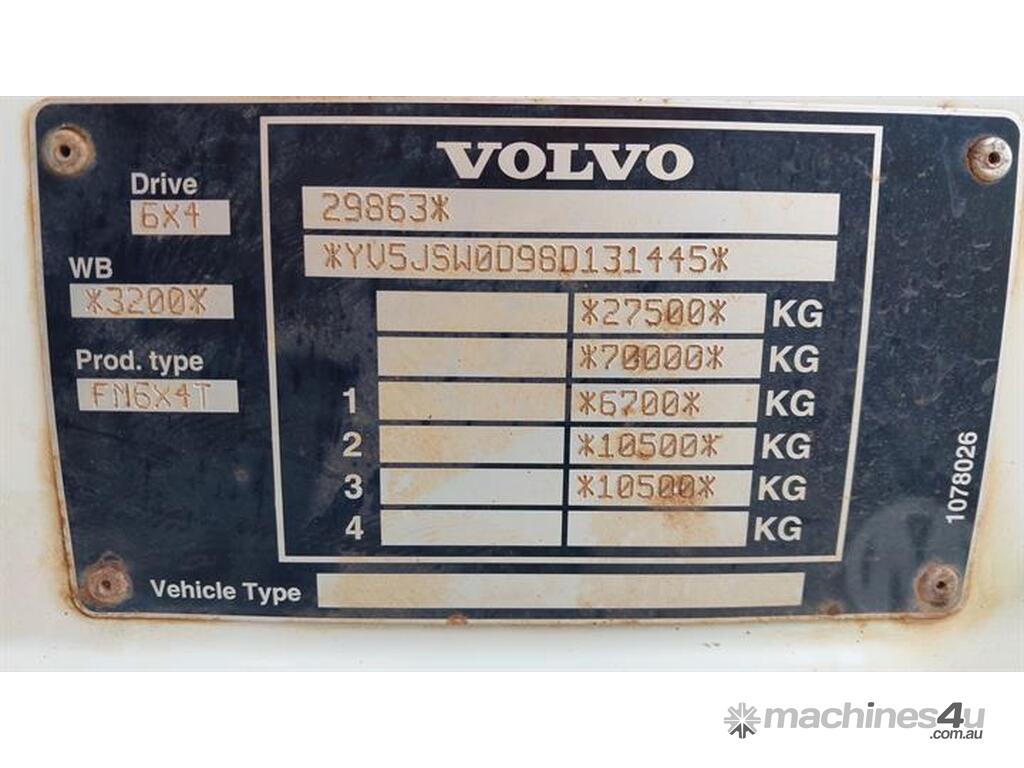 VOLVO
Drive
6X4
29863*
*YV5JSW0D98D131445*
WB
*3200*
*27500* KG
*70000* KG
Prod. type
FM6X4T
1 *6700* KG
2 *10500* KG
3 *10500* KG
4 KG
1078026
Vehicle Type
machines4u
.com.au